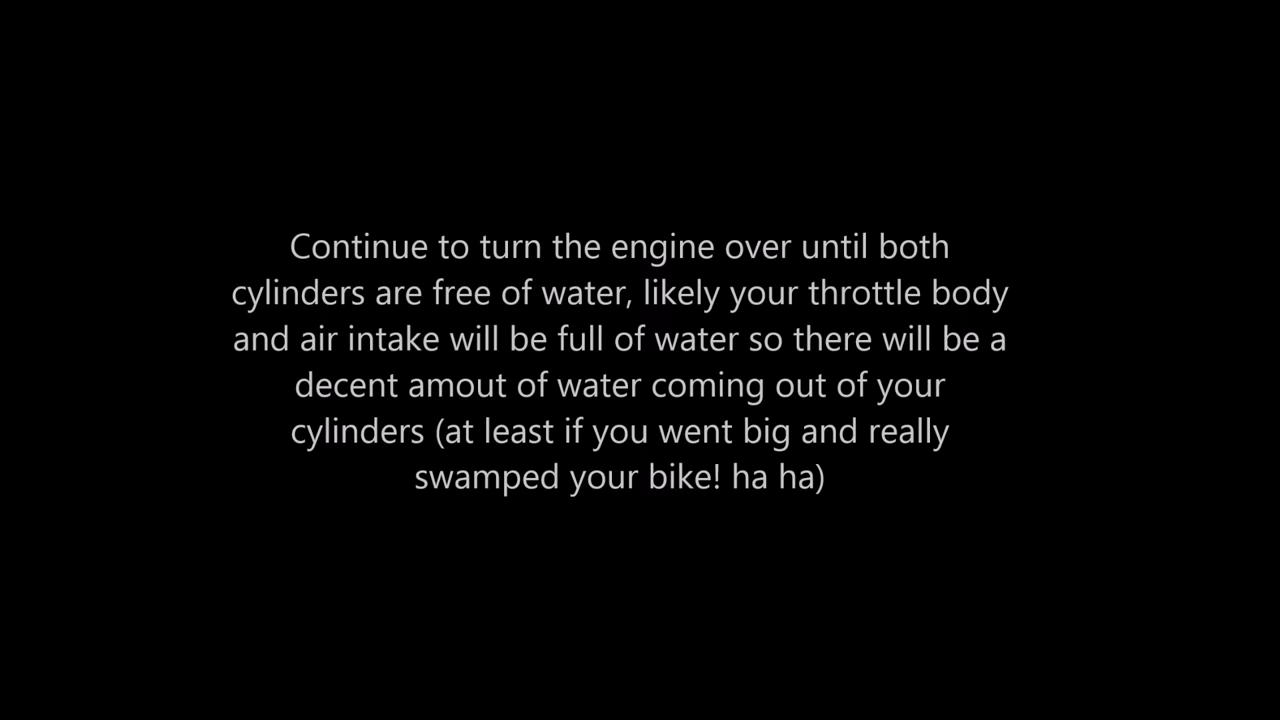 Continue to turn the engine over until both
cylinders are free of water, likely your throttle body
and air intake will be full of water so there will be a
decent amout of water coming out of your
cylinders (at least if you went big and really
swamped your bike! ha ha)